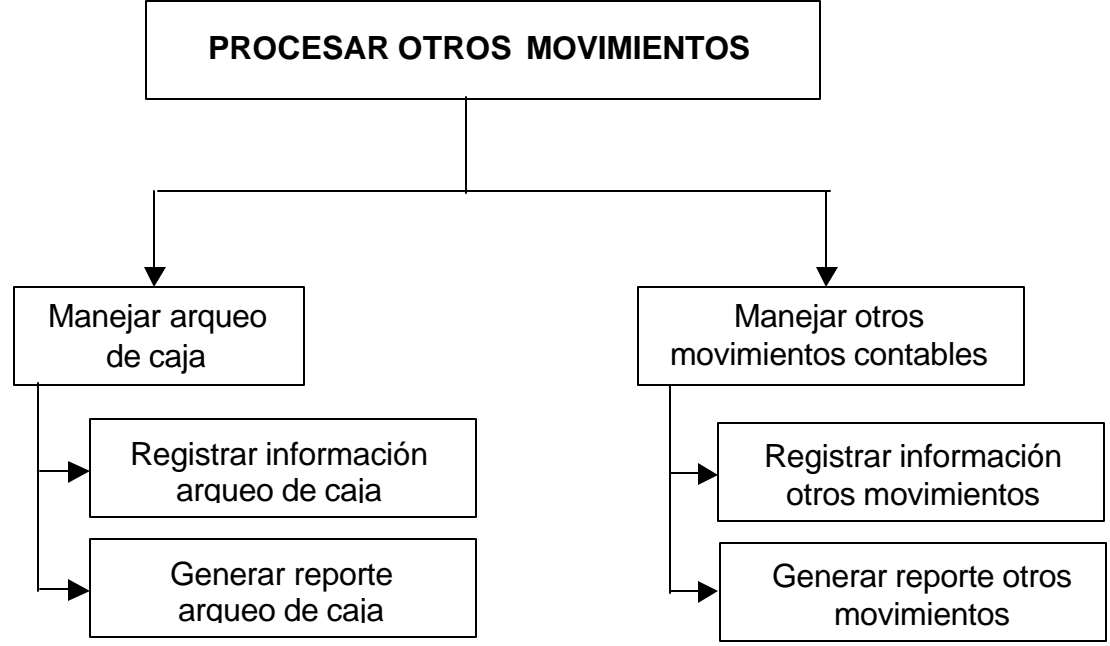 PROCESAR OTROS MOVIMIENTOS
Manejar arqueo
de caja
Registrar información
arqueo de caja
Generar reporte
arqueo de caja
Manejar otros
movimientos contables
Registrar información
otros movimientos
Generar reporte otros
movimientos